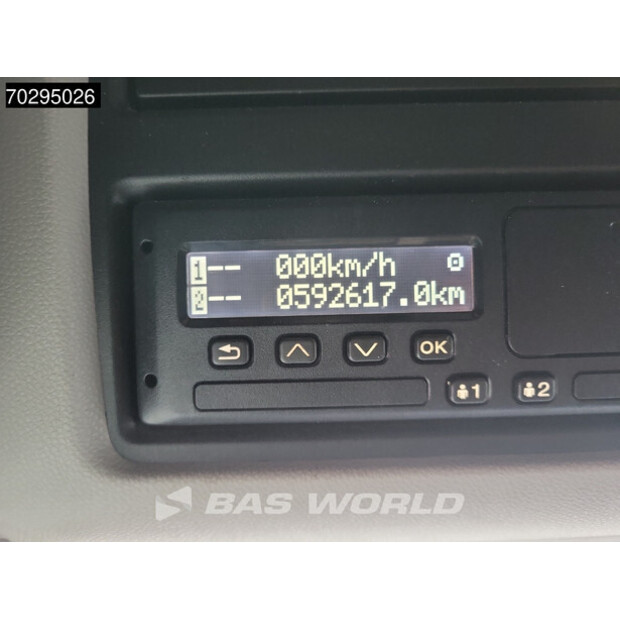 70295026
1-- 000km/h
2-- 0592617.0km
OK
1 2
BAS WORLD